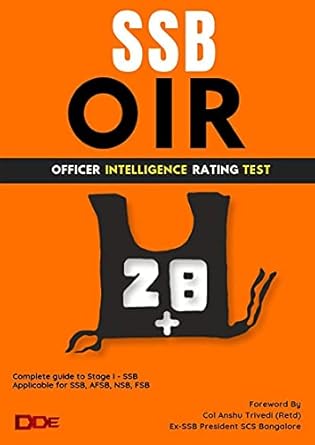 SSB
OIR
OFFICER INTELLIGENCE RATING TEST
28
+
Complete guide to Stage I - SSB
Applicable for SSB, AFSB, NSB, FSB
Foreword By
Col Anshu Trivedi (Retd)
Ex-SSB President SCS Bangalore
DDE